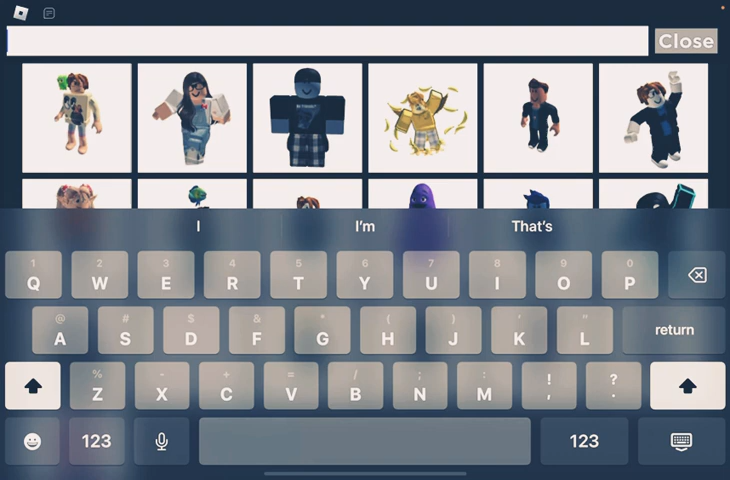 Close
I
I'm
That's
1 2 3 4 5 6 7 8 9 0
Q W E R T Y U I O P
@ # $ & * ( ) ' "
A S D F G H J K L
return
% - + = / ; :
Z X C V B N M ! , ? .
123
123